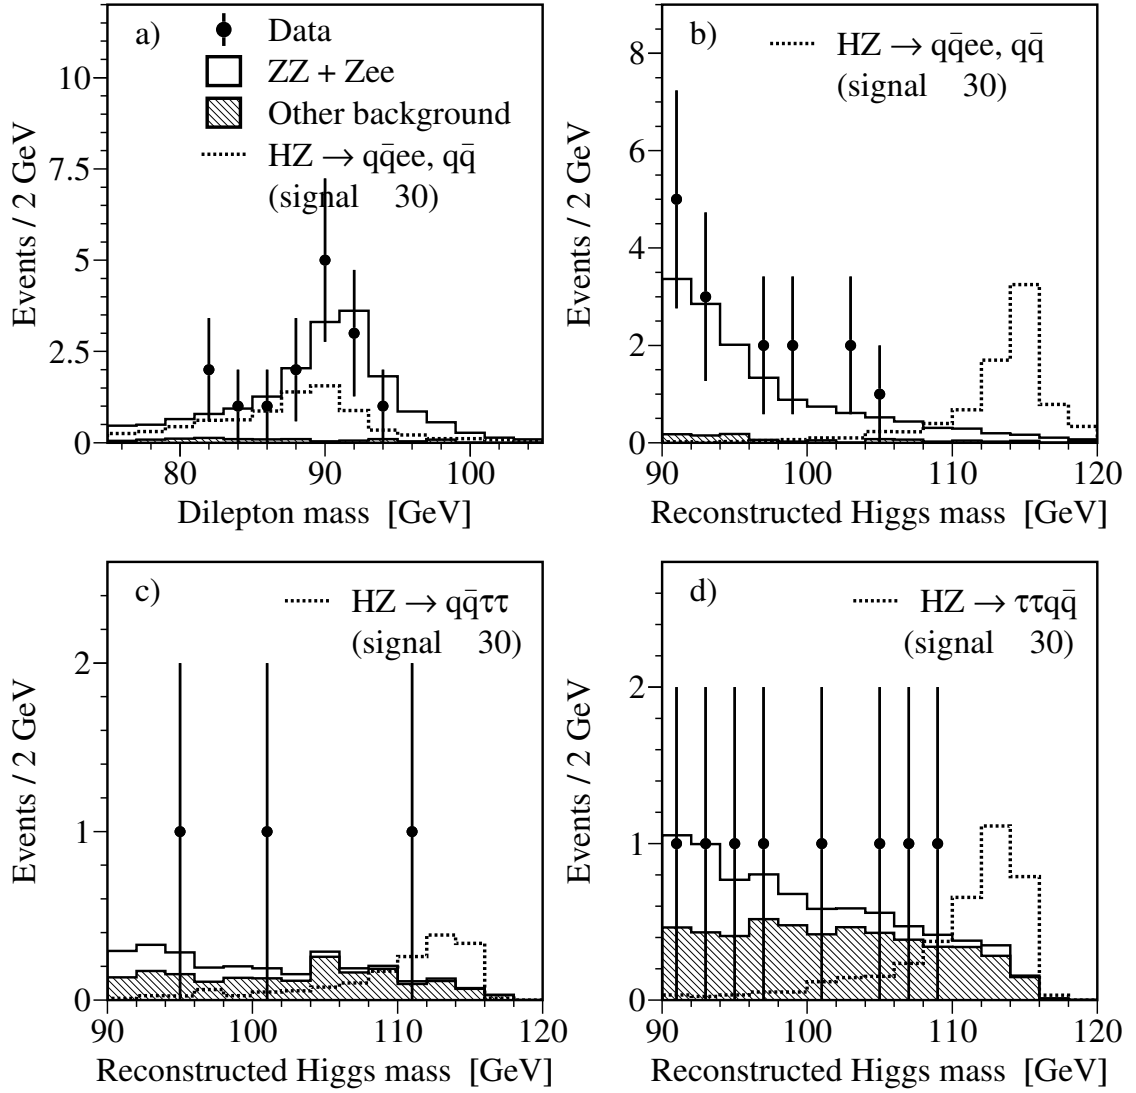 a)
Data
ZZ + Zee
Other background
HZ → qq̄ee, qq̄
(signal 30)
Events / 2 GeV
0
2.5
5
7.5
10
80
90
100
Dilepton mass [GeV]
b)
HZ → qq̄ee, qq̄
(signal 30)
Events / 2 GeV
0
2
4
6
8
90
100
110
120
Reconstructed Higgs mass [GeV]
c)
HZ → qq̄ττ
(signal 30)
Events / 2 GeV
0
1
2
90
100
110
120
Reconstructed Higgs mass [GeV]
d)
HZ → ττqq̄
(signal 30)
Events / 2 GeV
0
1
2
90
100
110
120
Reconstructed Higgs mass [GeV]